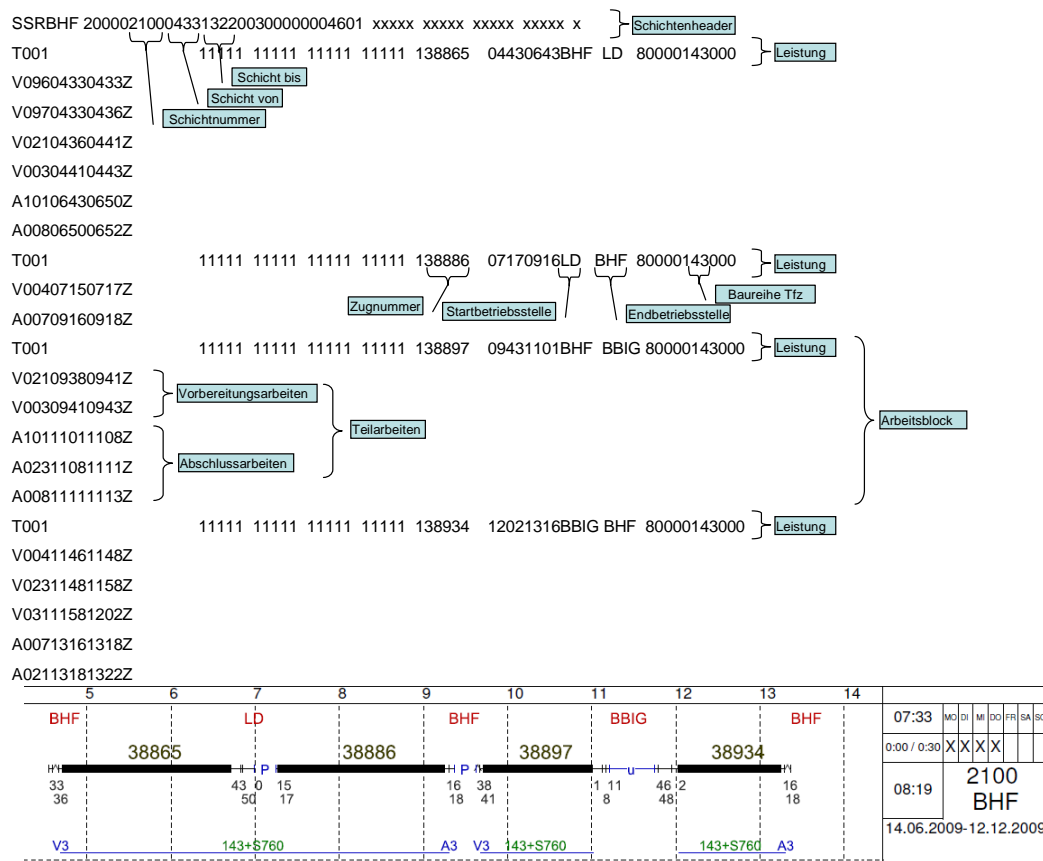 SSRBHF 20000210004331322003000000004601 xxxxx xxxxx xxxxx xxxxx x
Schichtenheader
T001 11111 11111 11111 11111 138865 04430643BHF LD 80000143000
Leistung
V09604330433Z
Schicht bis
Schicht von
V09704330436Z
Schichtnummer
V02104360441Z
V00304410443Z
A10106430650Z
A00806500652Z
T001 11111 11111 11111 11111 138886 07170916LD BHF 80000143000
Leistung
V00407150717Z
Zugnummer
Startbetriebsstelle
Endbetriebsstelle
Baureihe Tfz
A00709160918Z
T001 11111 11111 11111 11111 138897 09431101BHF BBIG 80000143000
Leistung
V02109380941Z
Vorbereitungsarbeiten
V00309410943Z
Teilarbeiten
Arbeitsblock
A10111011108Z
A02311081111Z
Abschlussarbeiten
A00811111113Z
T001 11111 11111 11111 11111 138934 12021316BBIG BHF 80000143000
Leistung
V00411461148Z
V02311481158Z
V03111581202Z
A00713161318Z
A02113181322Z
5 6 7 8 9 10 11 12 13 14
BHF LD BHF BBIG BHF
38865 38886 38897 38934
P P u
33 43 0 15 16 38 1 11 46 2 16
36 50 17 18 41 8 48 18
V3 143+S760 A3 V3 143+S760 143+S760 A3
07:33 MO DI MI DO FR SA SO
0:00 / 0:30 X X X X
08:19 2100
BHF
14.06.2009-12.12.2009